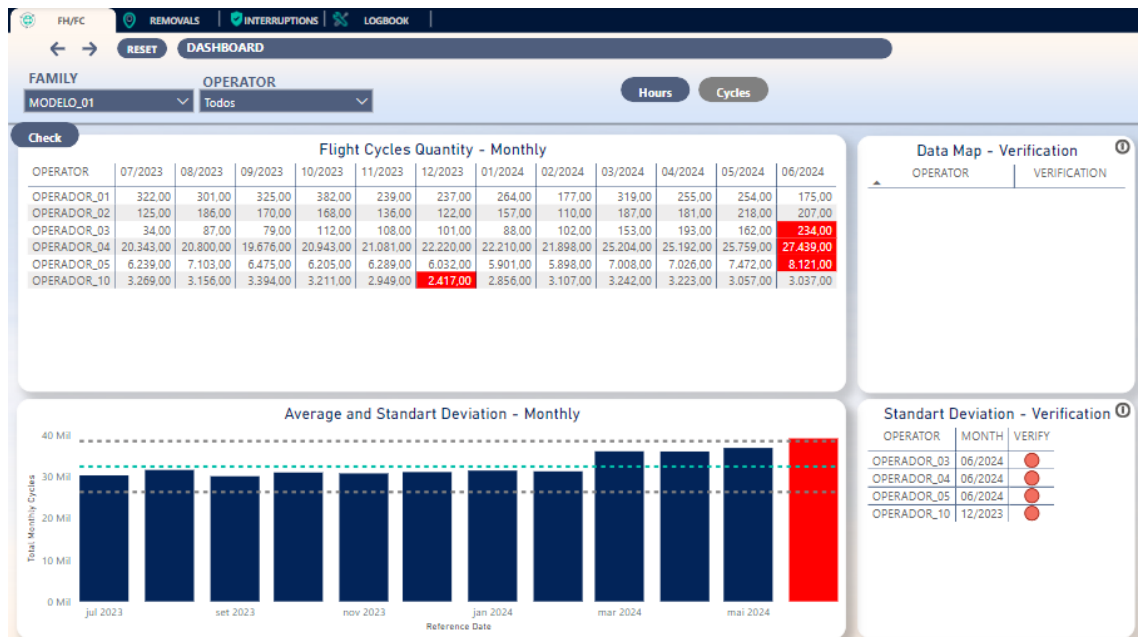 FH/FC REMOVALS INTERRUPTIONS LOGBOOK
RESET DASHBOARD
FAMILY OPERATOR
MODELO_01 Todos
Hours Cycles
Check
Flight Cycles Quantity - Monthly
OPERATOR 07/2023 08/2023 09/2023 10/2023 11/2023 12/2023 01/2024 02/2024 03/2024 04/2024 05/2024 06/2024
OPERADOR_01 322,00 301,00 325,00 382,00 239,00 237,00 264,00 177,00 319,00 255,00 254,00 175,00
OPERADOR_02 125,00 186,00 170,00 168,00 136,00 122,00 157,00 110,00 187,00 181,00 218,00 207,00
OPERADOR_03 34,00 87,00 79,00 112,00 108,00 101,00 88,00 102,00 153,00 193,00 162,00 234,00
OPERADOR_04 20.343,00 20.800,00 19.676,00 20.943,00 21.081,00 22.220,00 22.210,00 21.898,00 25.204,00 25.192,00 25.759,00 27.439,00
OPERADOR_05 6.239,00 7.103,00 6.475,00 6.205,00 6.289,00 6.032,00 5.901,00 5.898,00 7.008,00 7.026,00 7.472,00 8.121,00
OPERADOR_10 3.269,00 3.156,00 3.394,00 3.211,00 2.949,00 2.417,00 2.856,00 3.107,00 3.242,00 3.223,00 3.057,00 3.037,00
Data Map - Verification
OPERATOR VERIFICATION
Average and Standart Deviation - Monthly
Total Monthly Cycles
40 Mil
30 Mil
20 Mil
10 Mil
0 Mil
jul 2023 set 2023 nov 2023 jan 2024 mar 2024 mai 2024
Reference Date
Standart Deviation - Verification
OPERATOR MONTH VERIFY
OPERADOR_03 06/2024
OPERADOR_04 06/2024
OPERADOR_05 06/2024
OPERADOR_10 12/2023